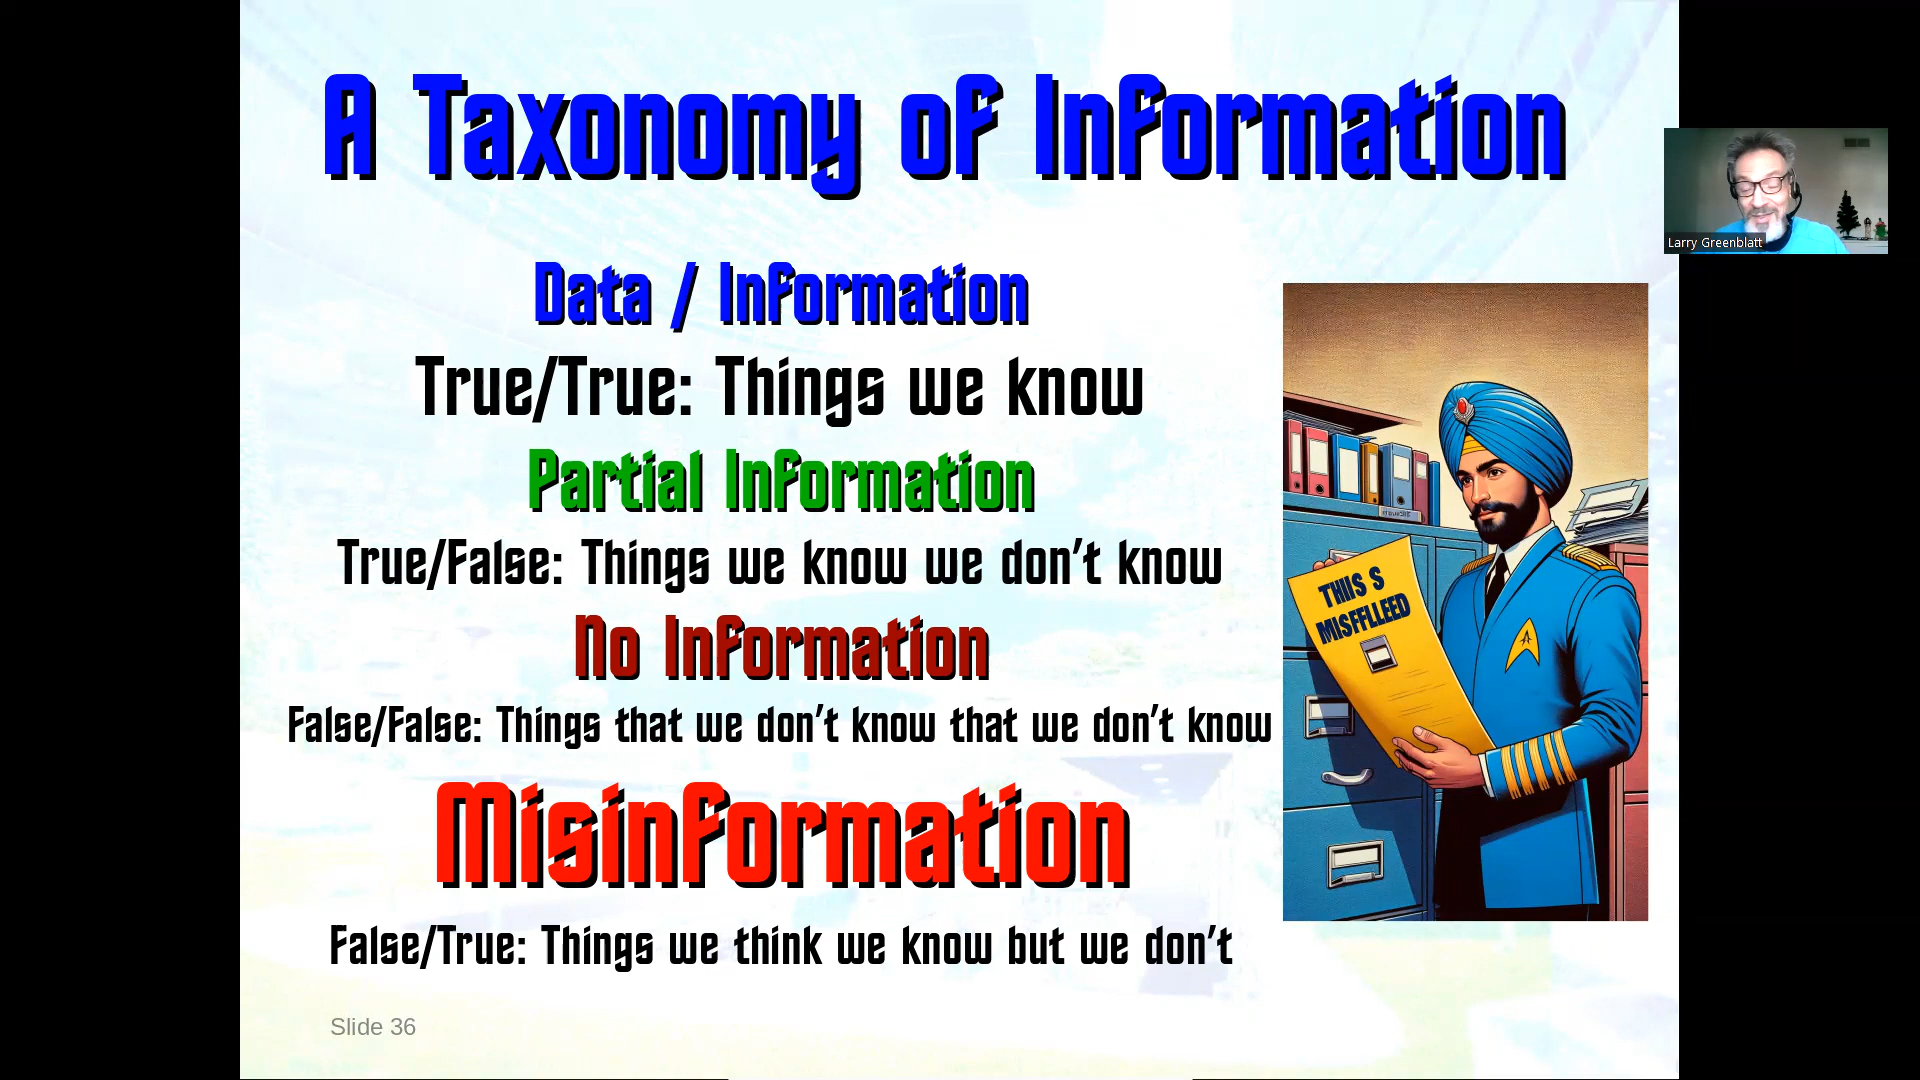 A Taxonomy of Information
Data / Information
True/True: Things we know
Partial Information
True/False: Things we know we don't know
No Information
False/False: Things that we don't know that we don't know
Misinformation
False/True: Things we think we know but we don't
Slide 36
THIIS S
MISFFLLEED
Larry Greenblatt